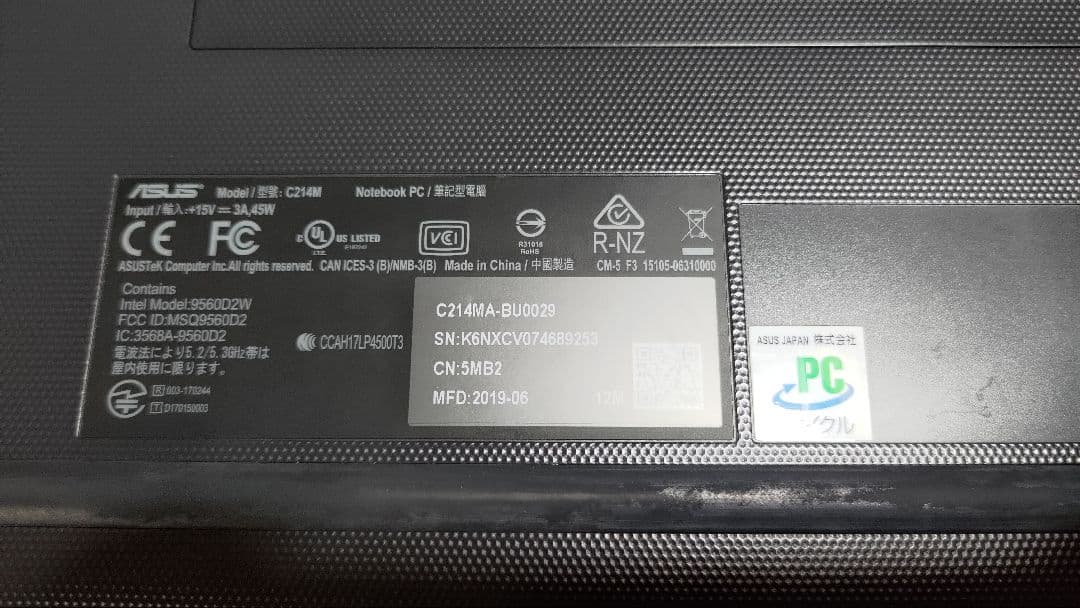 ASUS Model / 型號: C214M Notebook PC / 筆記型電腦
Input / 輸入: +15V ⎓ 3A, 45W
CE FC c UL US LISTED VCI R31016 RoHS R-NZ
ASUSTeK Computer Inc.All rights reserved. CAN ICES-3 (B)/NMB-3(B) Made in China / 中國製造 CM-5 F3 15105-06310000
Contains
Intel Model:9560D2W
FCC ID:MSQ9560D2
IC:3568A-9560D2
電波法により5.2/5.3GHz帯は
屋内使用に限ります。
R 003-170244
T D170150003
CCAH17LP4500T3
C214MA-BU0029
SN:K6NXCV074689253
CN:5MB2
MFD:2019-06 12M
ASUS JAPAN 株式会社
PC
イクル